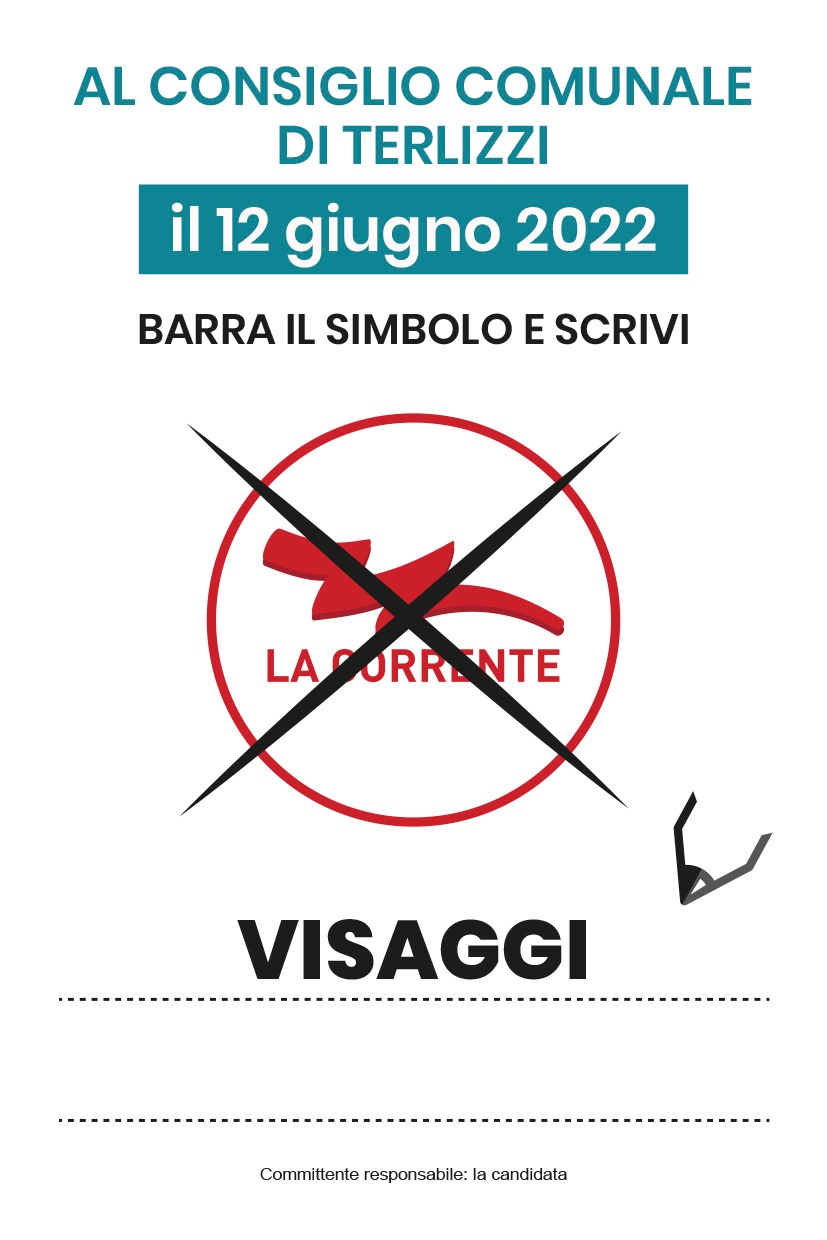 AL CONSIGLIO COMUNALE
DI TERLIZZI
il 12 giugno 2022
BARRA IL SIMBOLO E SCRIVI
LA CORRENTE
VISAGGI
Committente responsabile: la candidata